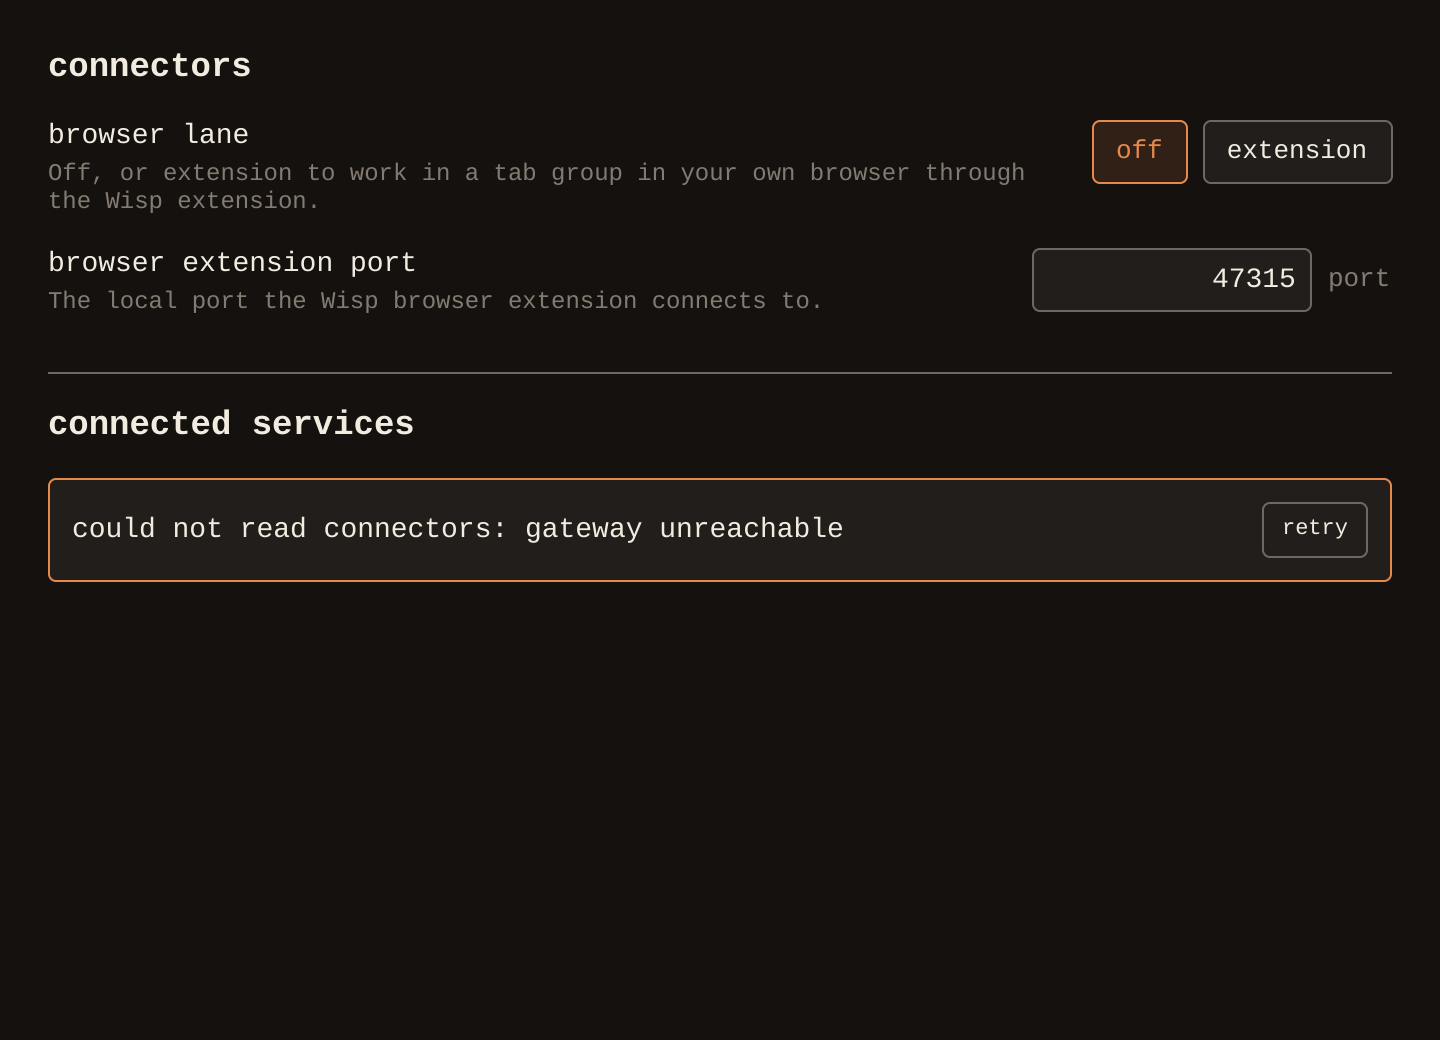 connectors
browser lane
off
extension
Off, or extension to work in a tab group in your own browser through
the Wisp extension.
browser extension port
47315
port
The local port the Wisp browser extension connects to.
connected services
could not read connectors: gateway unreachable
retry